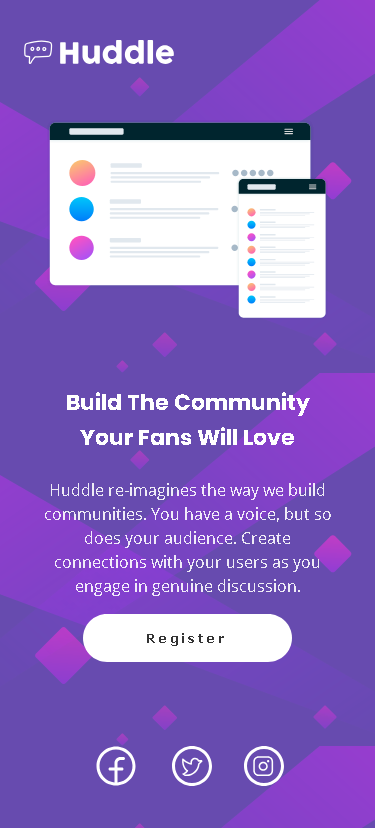 Huddle
Build The Community
Your Fans Will Love
Huddle re-imagines the way we build
communities. You have a voice, but so
does your audience. Create
connections with your users as you
engage in genuine discussion.
Register